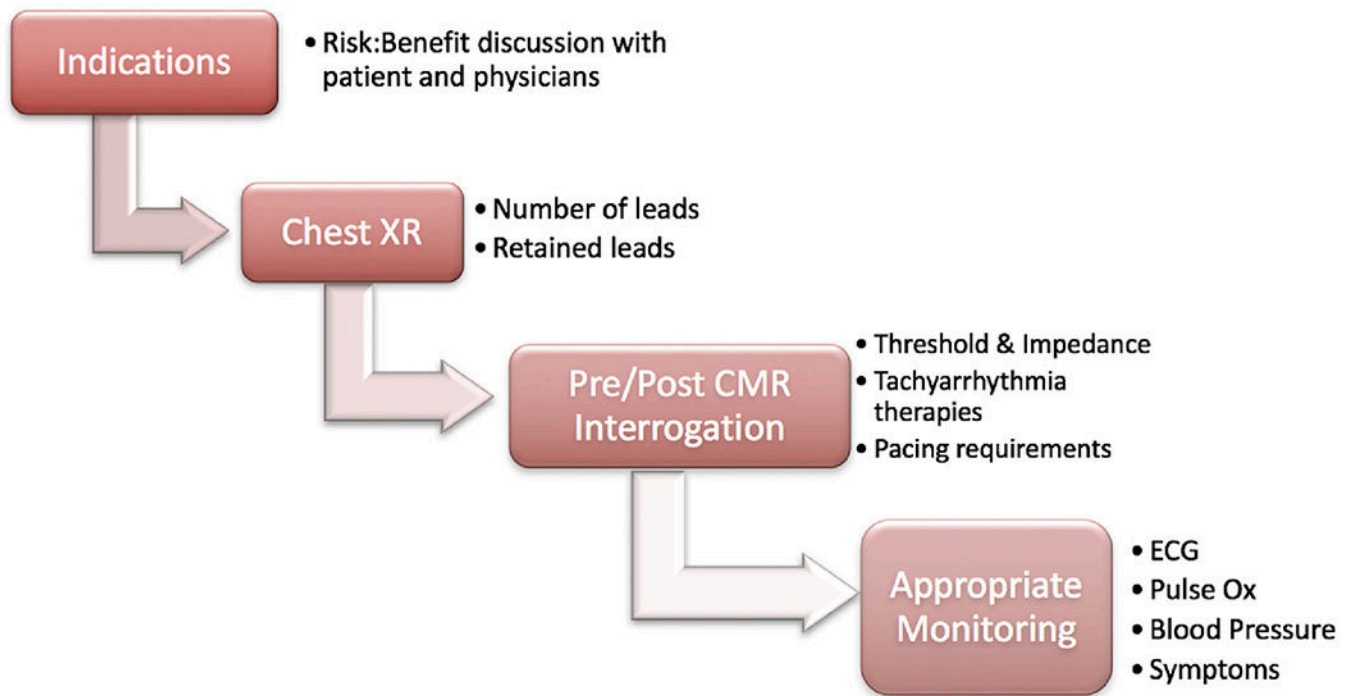 Indications
• Risk:Benefit discussion with
patient and physicians
Chest XR
• Number of leads
• Retained leads
Pre/Post CMR
Interrogation
• Threshold & Impedance
• Tachyarrhythmia
therapies
• Pacing requirements
Appropriate
Monitoring
• ECG
• Pulse Ox
• Blood Pressure
• Symptoms